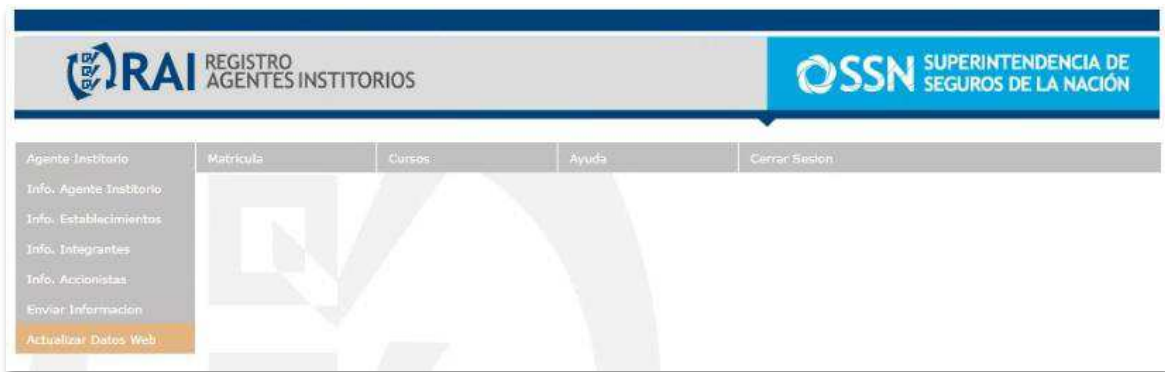 RAI REGISTRO
AGENTES INSTITORIOS
SSN SUPERINTENDENCIA DE
SEGUROS DE LA NACIÓN
Agente Institorio Matricula Cursos Ayuda Cerrar Sesion
Info. Agente Institorio
Info. Establecimientos
Info. Integrantes
Info. Accionistas
Enviar Informacion
Actualizar Datos Web